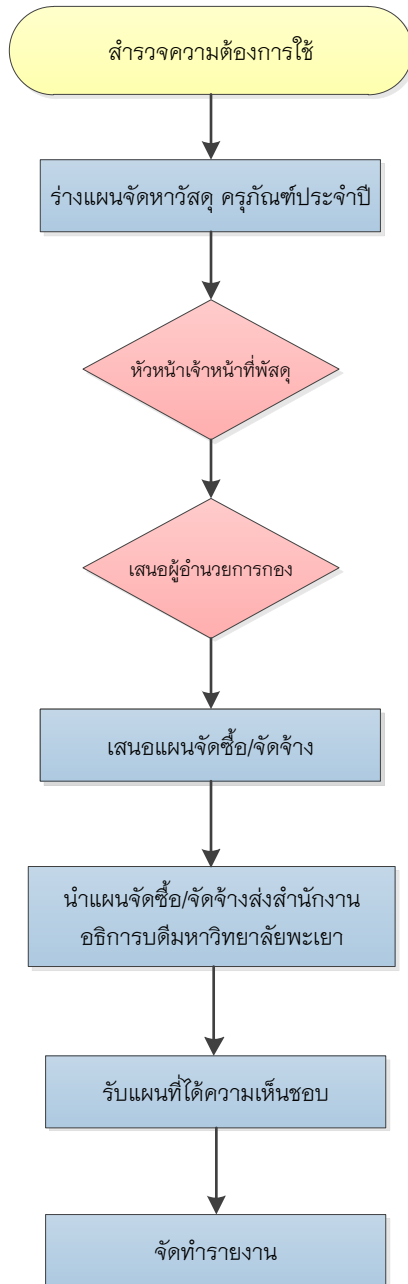 สำรวจความต้องการใช้
ร่างแผนจัดหาวัสดุ ครุภัณฑ์ประจำปี
หัวหน้าเจ้าหน้าที่พัสดุ
เสนอผู้อำนวยการกอง
เสนอแผนจัดซื้อ/จัดจ้าง
นำแผนจัดซื้อ/จัดจ้างส่งสำนักงาน
อธิการบดีมหาวิทยาลัยพะเยา
รับแผนที่ได้ความเห็นชอบ
จัดทำรายงาน